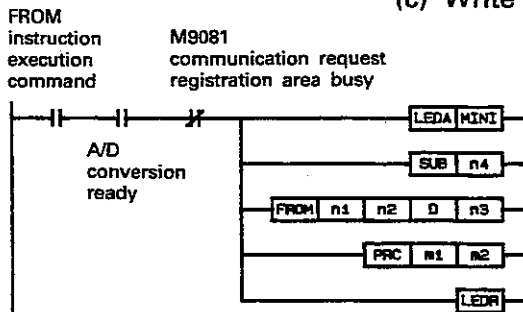 (c) Write
FROM
instruction
execution
command
M9081
communication request
registration area busy
LEDA MINI
A/D
conversion
ready
SUB n4
FROM n1 n2 D n3
PRC m1 m2
LEDR